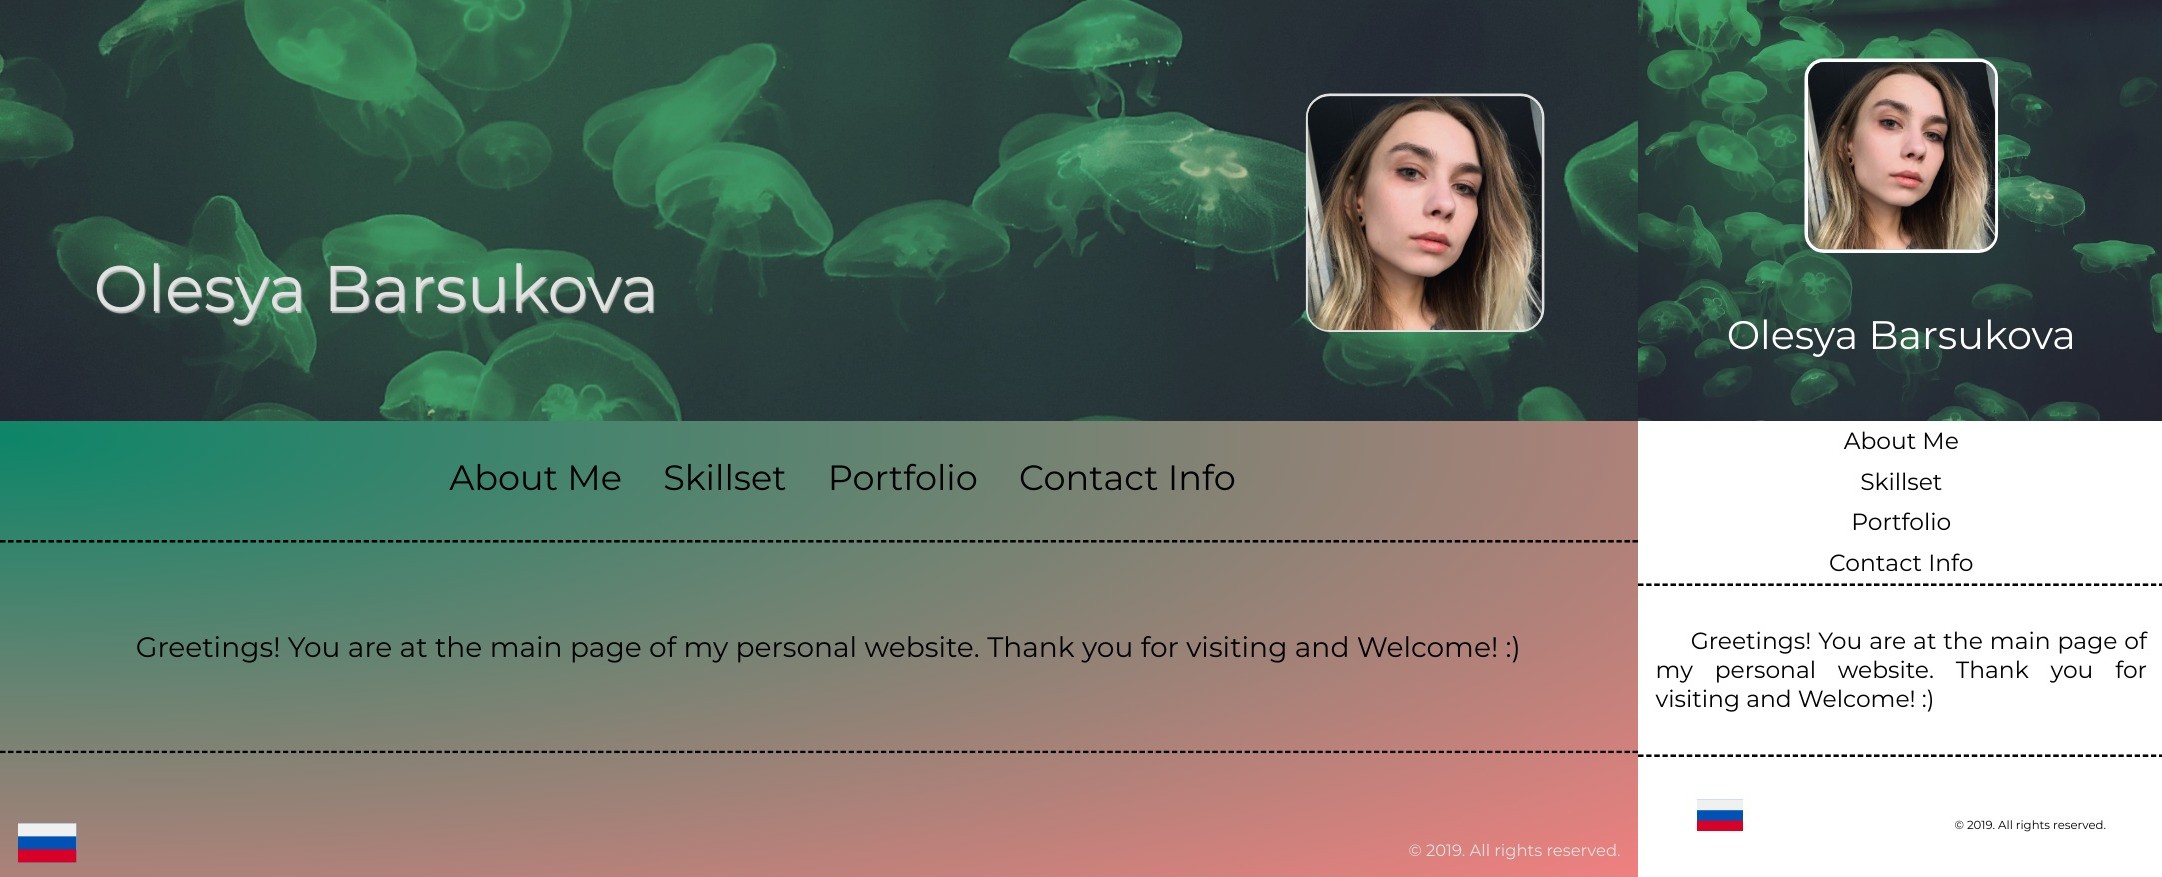 Olesya Barsukova
About Me Skillset Portfolio Contact Info
Greetings! You are at the main page of my personal website. Thank you for visiting and Welcome! :)
© 2019. All rights reserved.
Olesya Barsukova
About Me
Skillset
Portfolio
Contact Info
Greetings! You are at the main page of
my personal website. Thank you for
visiting and Welcome! :)
© 2019. All rights reserved.